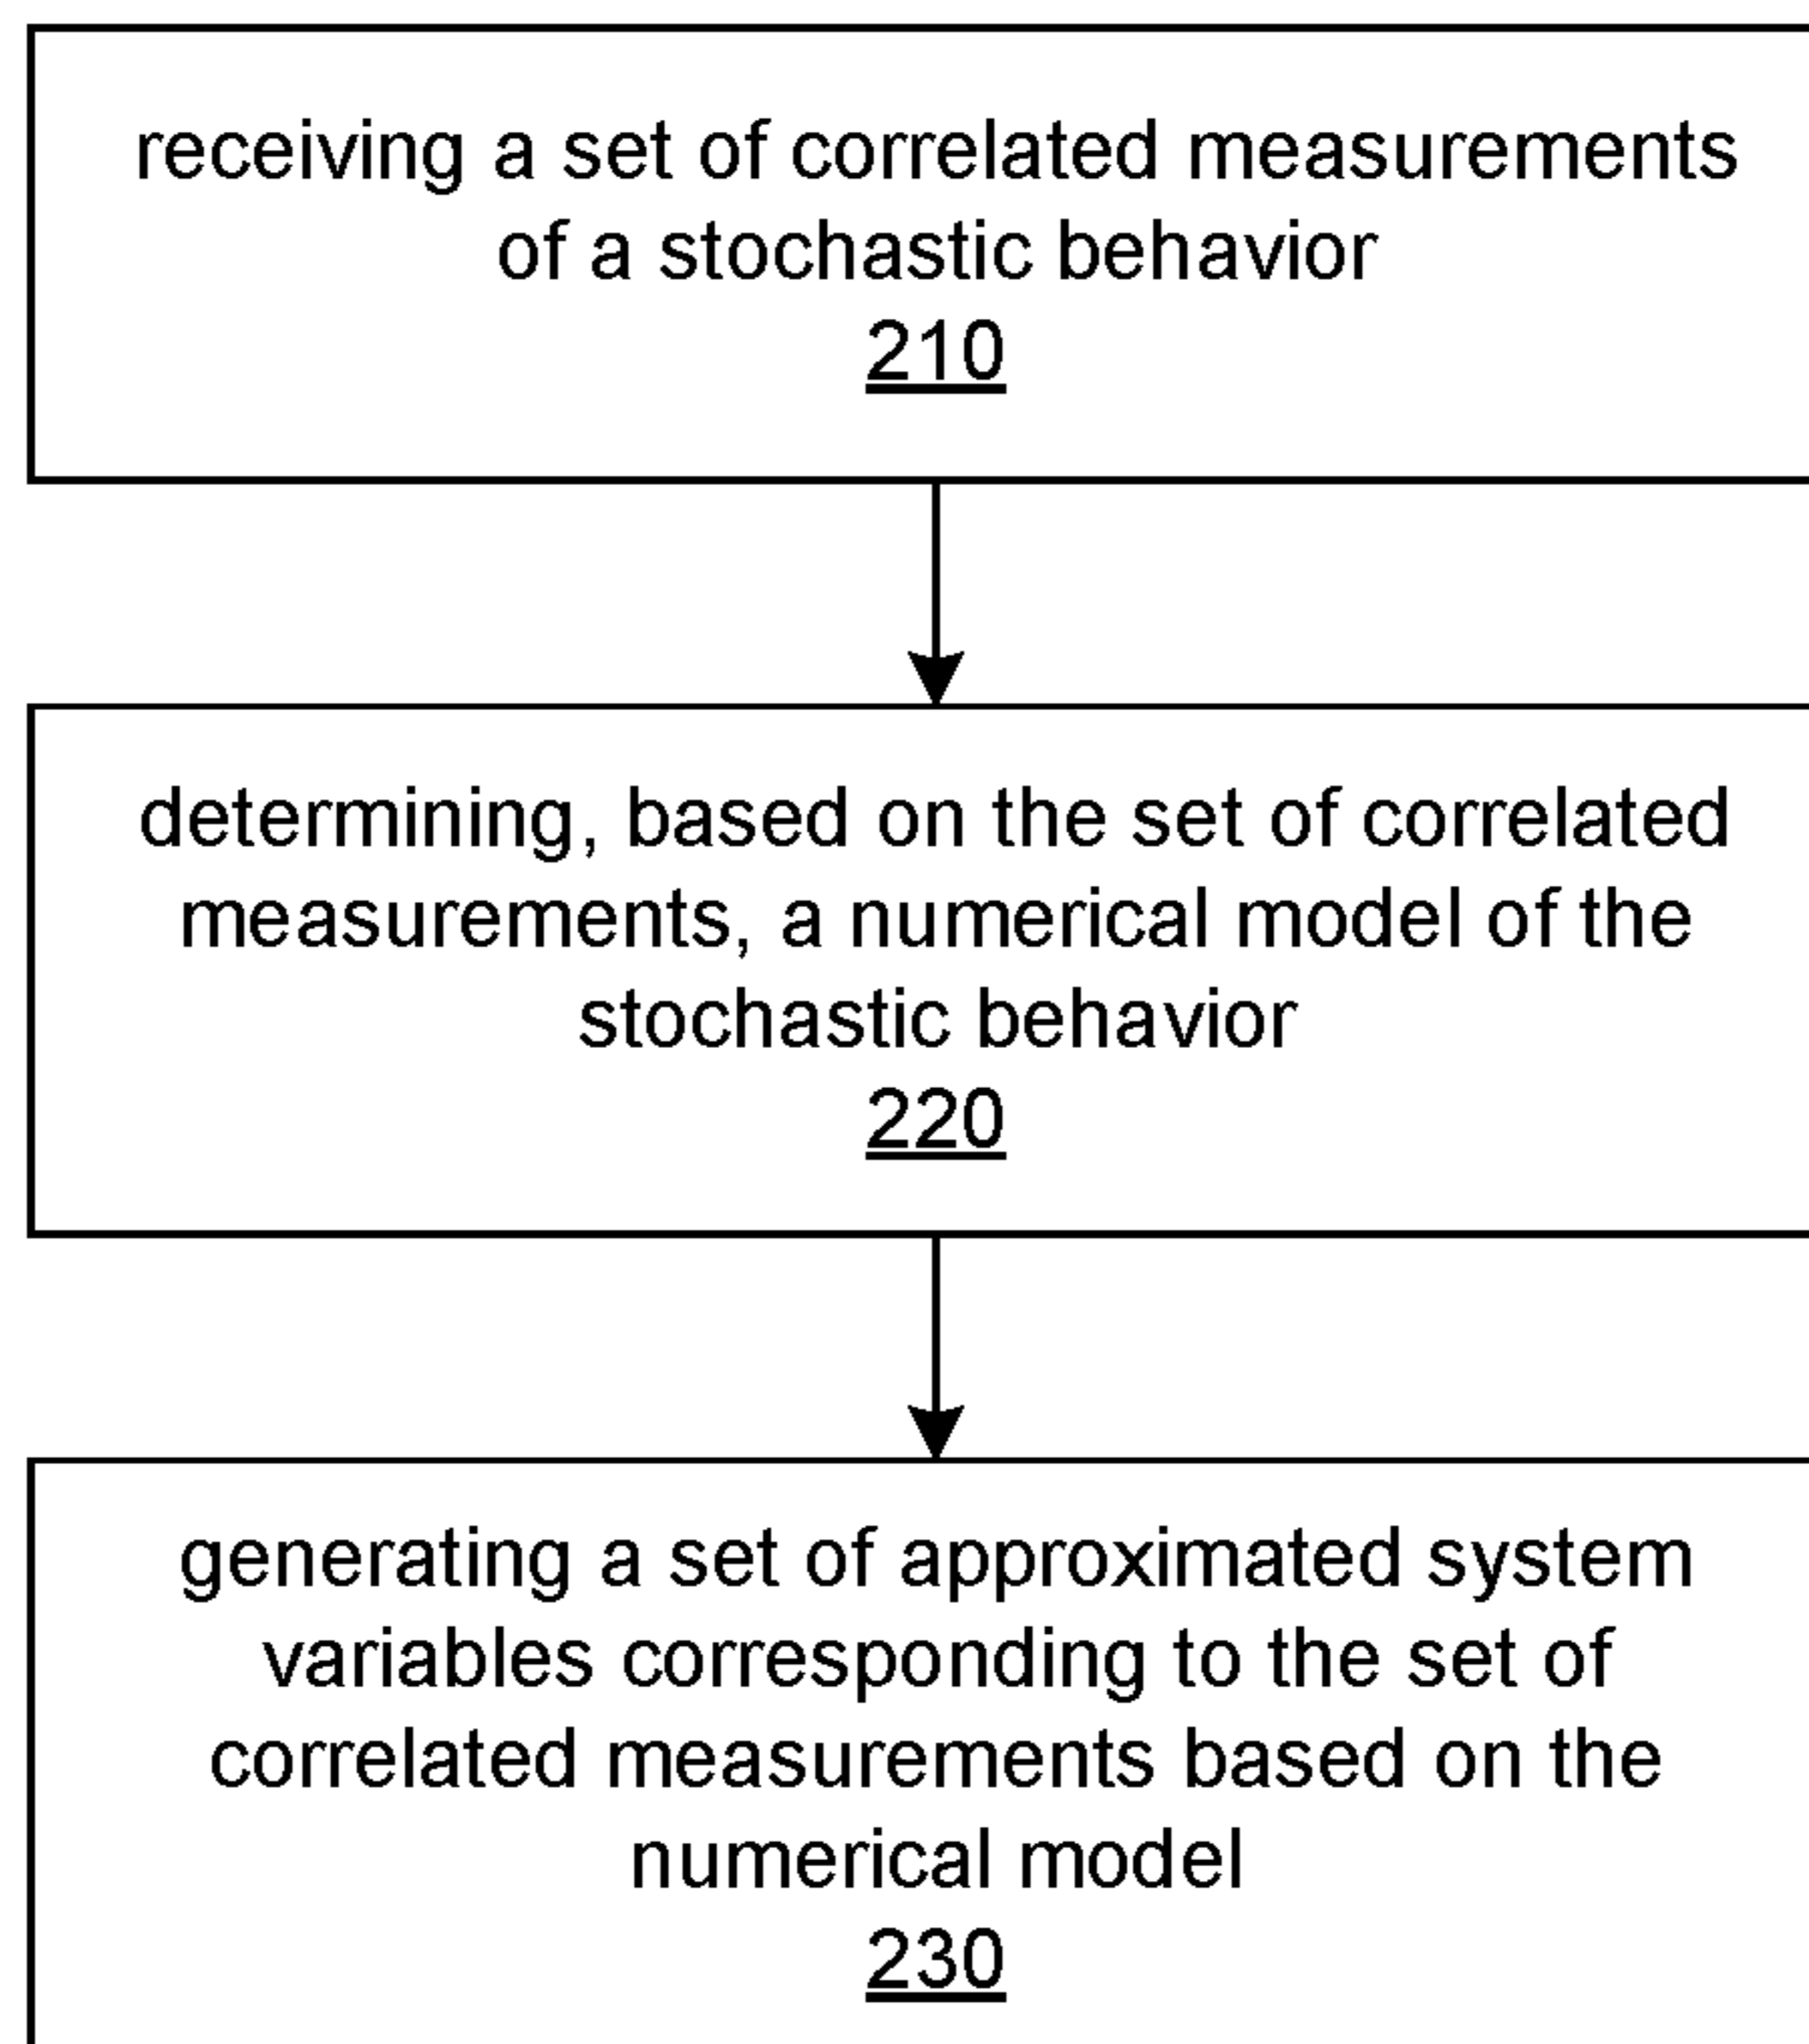 receiving a set of correlated measurements
of a stochastic behavior
210
determining, based on the set of correlated
measurements, a numerical model of the
stochastic behavior
220
generating a set of approximated system
variables corresponding to the set of
correlated measurements based on the
numerical model
230